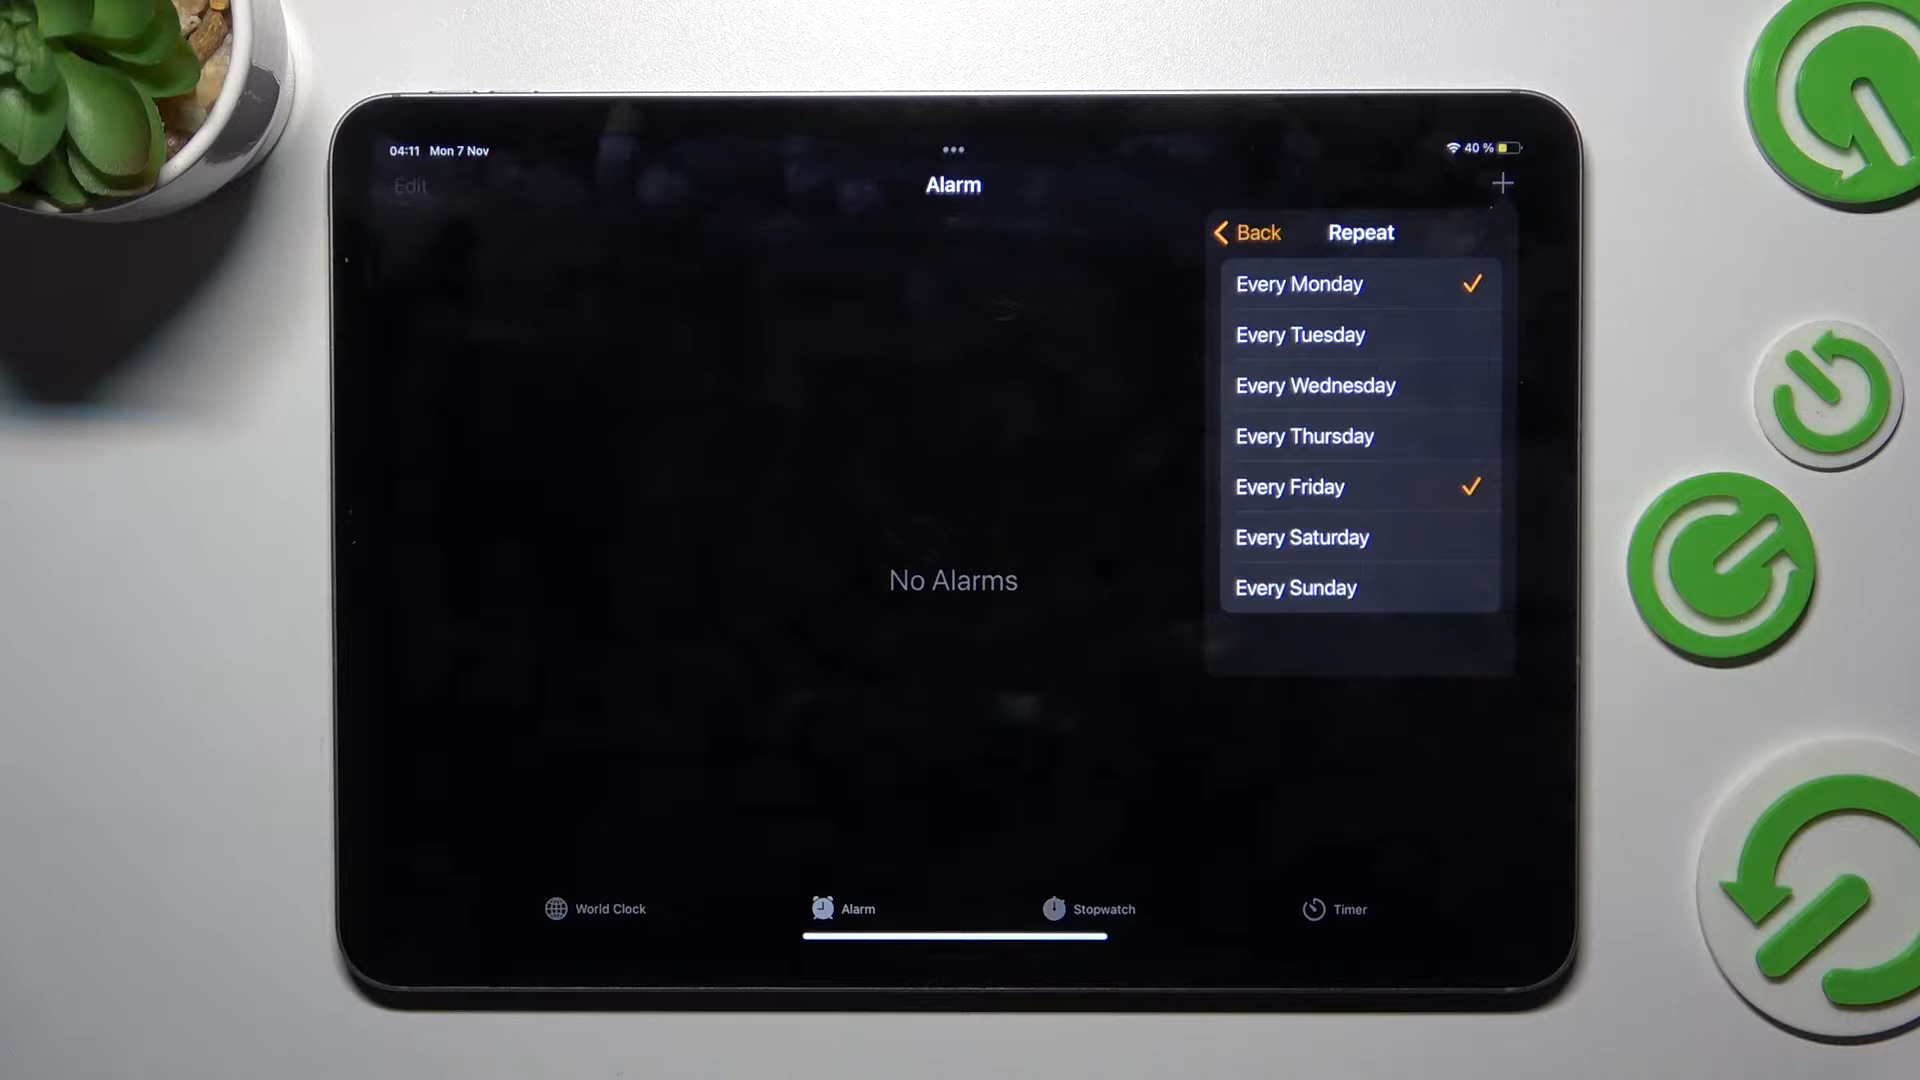 04:11 Mon 7 Nov
40 %
Edit
Alarm
Back
Repeat
Every Monday
Every Tuesday
Every Wednesday
Every Thursday
Every Friday
Every Saturday
Every Sunday
No Alarms
World Clock
Alarm
Stopwatch
Timer